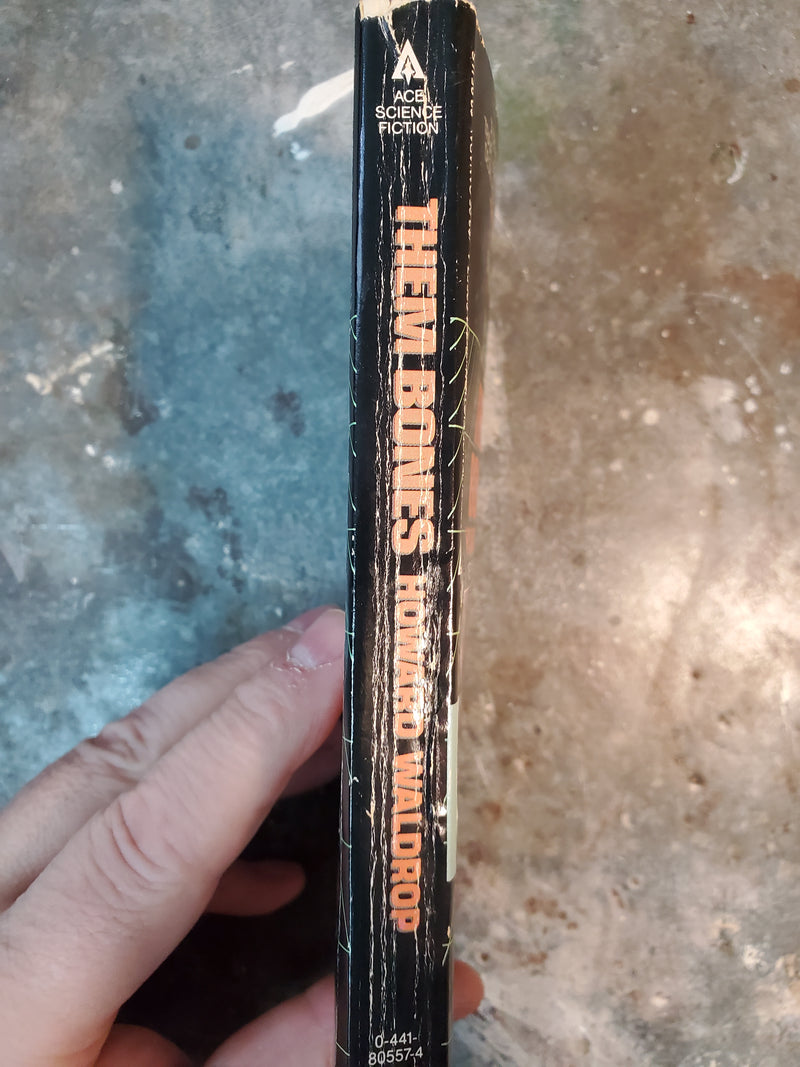 ACE
SCIENCE
FICTION
THEM BONES HOWARD WALDROP
0-441-
80557-4